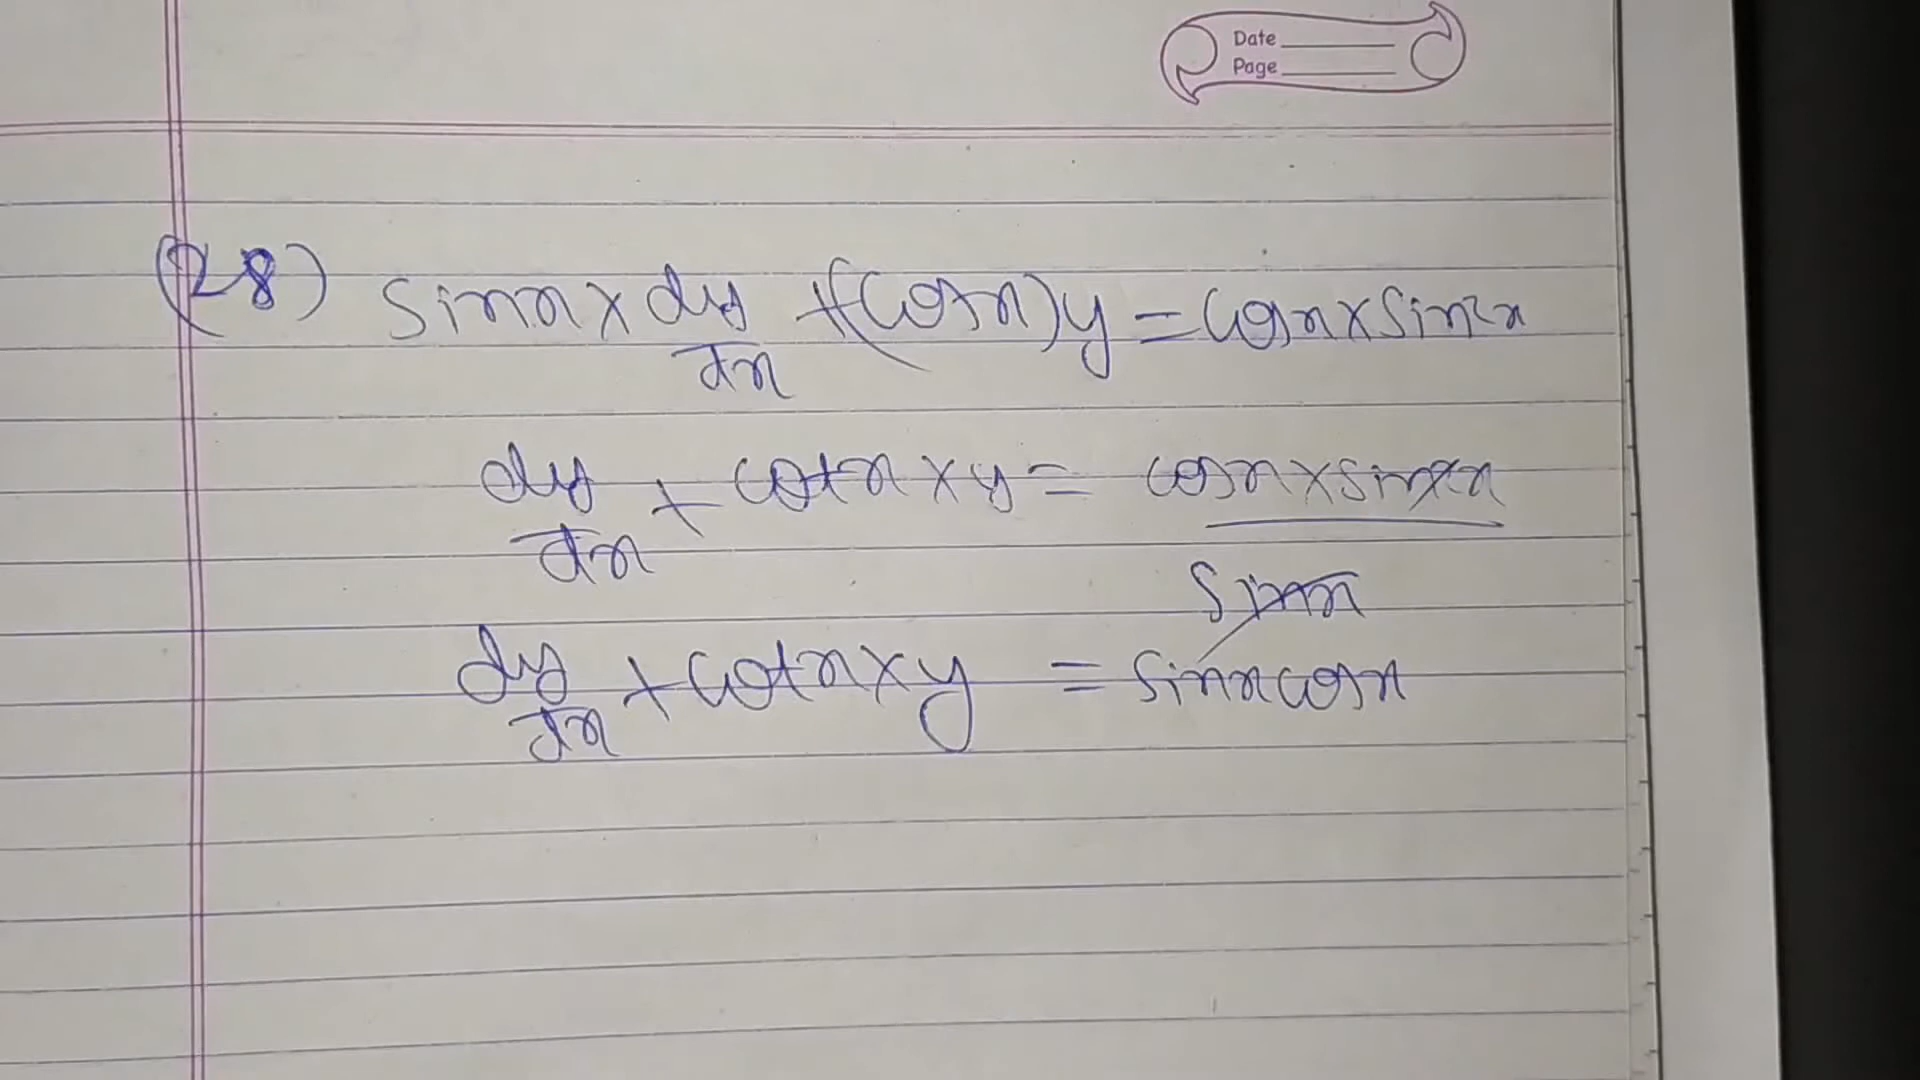 Date
Page
(28) sinx × dy/dx + (cosx)y = cosx × sin²x
dy/dx + cotx × y = cosx × sin²x / sinx
dy/dx + cotx × y = sinx cosx